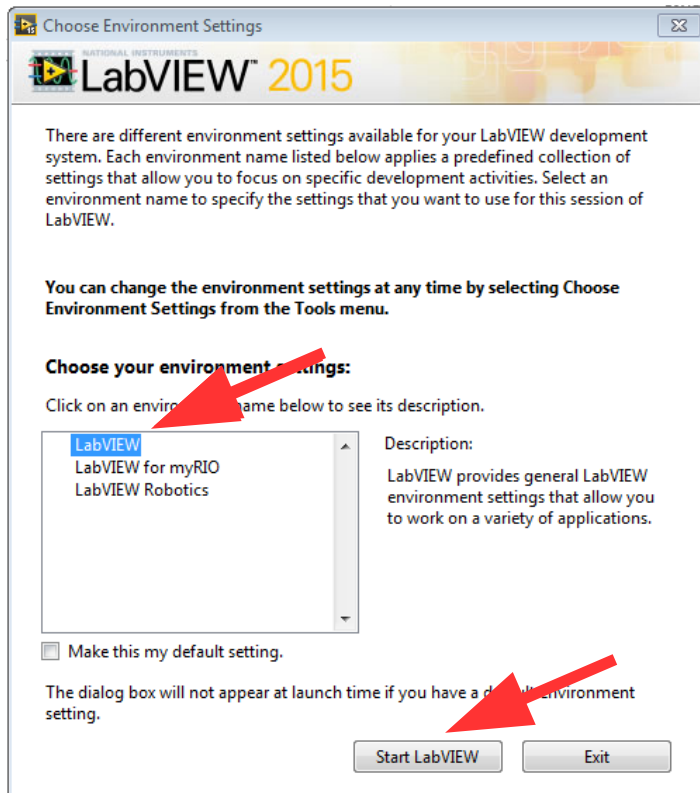 Choose Environment Settings
NATIONAL INSTRUMENTS
LabVIEW™ 2015
There are different environment settings available for your LabVIEW development
system. Each environment name listed below applies a predefined collection of
settings that allow you to focus on specific development activities. Select an
environment name to specify the settings that you want to use for this session of
LabVIEW.
You can change the environment settings at any time by selecting Choose
Environment Settings from the Tools menu.
Choose your environment settings:
Click on an name below to see its description.
LabVIEW
LabVIEW for myRIO
LabVIEW Robotics
Description:
LabVIEW provides general LabVIEW
environment settings that allow you
to work on a variety of applications.
Make this my default setting.
The dialog box will not appear at launch time if you have a default environment
setting.
Start LabVIEW
Exit